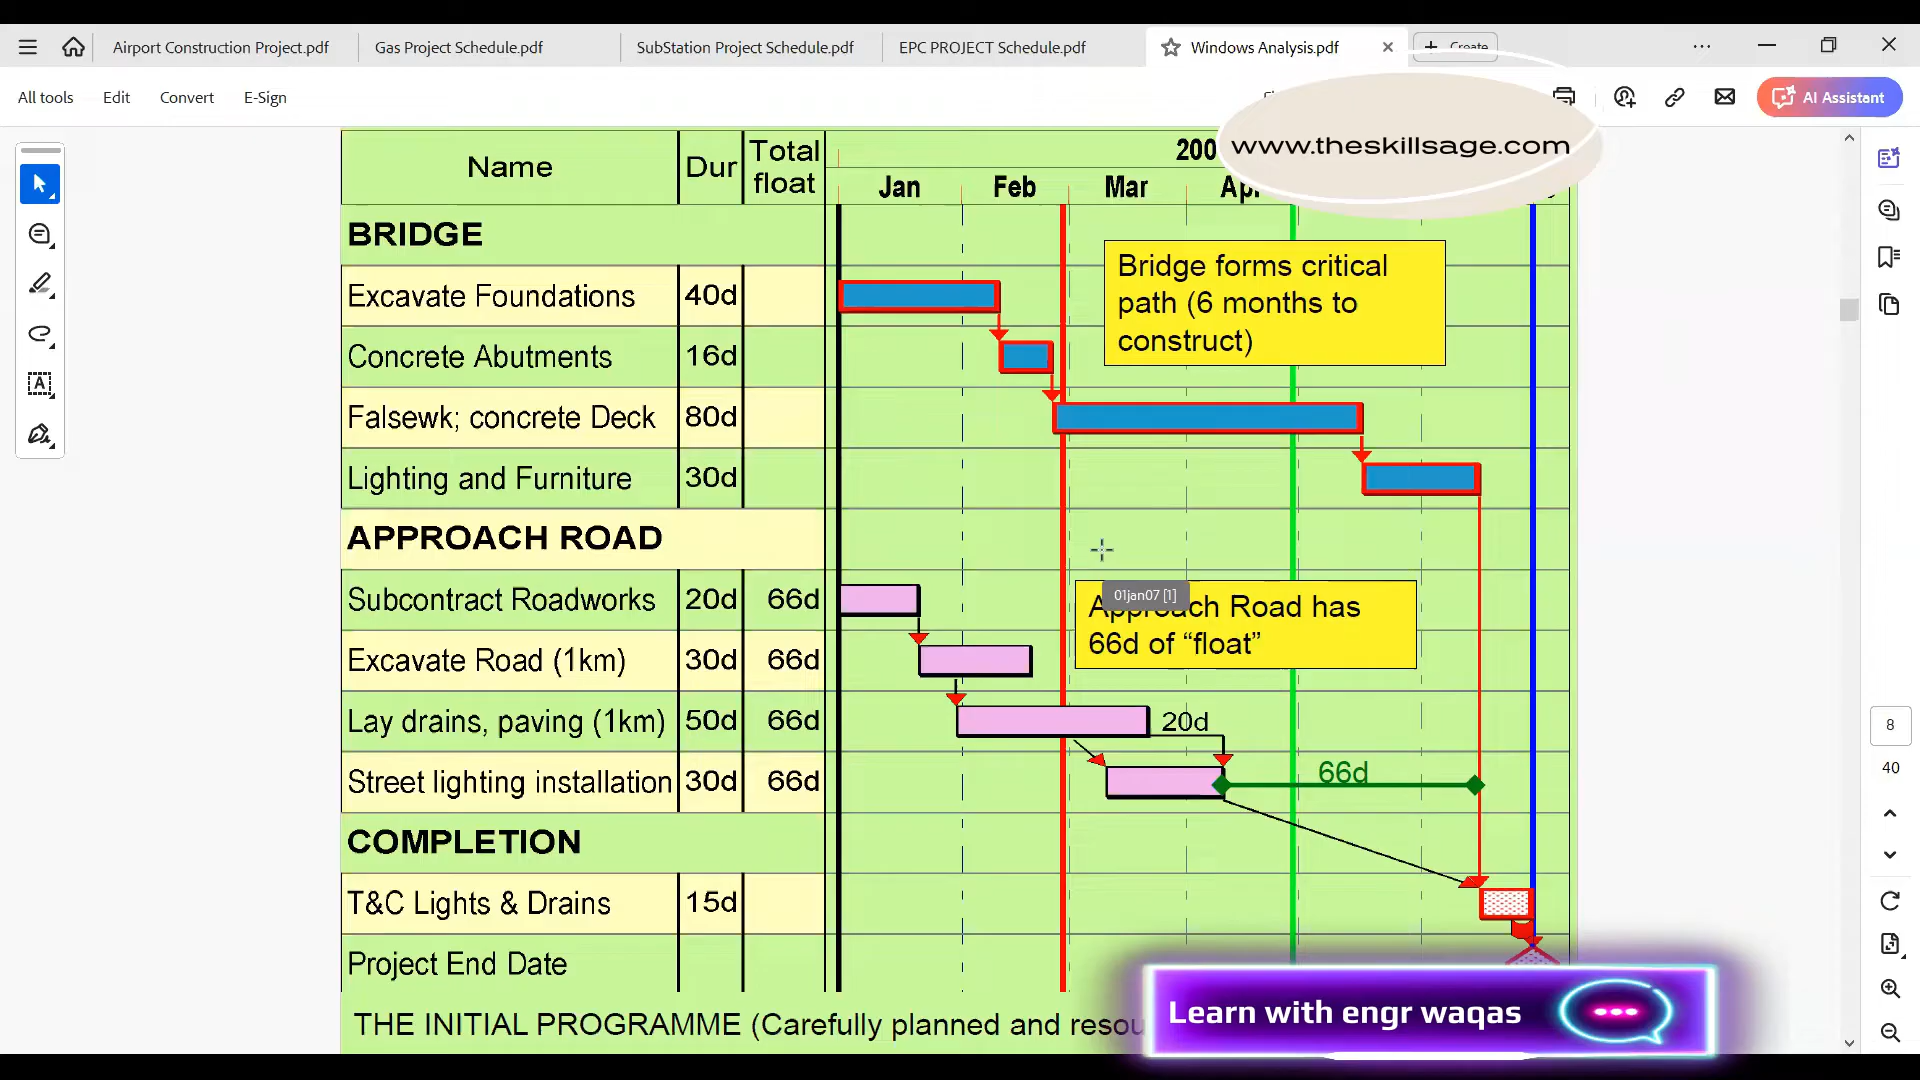 Airport Construction Project.pdf
Gas Project Schedule.pdf
SubStation Project Schedule.pdf
EPC PROJECT Schedule.pdf
Windows Analysis.pdf
Create
All tools
Edit
Convert
E-Sign
AI Assistant
www.theskillsage.com
Name
Dur
Total
float
200
Jan
Feb
Mar
BRIDGE
Bridge forms critical
path (6 months to
construct)
Excavate Foundations 40d
Concrete Abutments 16d
Falsewk; concrete Deck 80d
Lighting and Furniture 30d
APPROACH ROAD
01jan07 [1]
Approach Road has
66d of “float”
Subcontract Roadworks 20d 66d
Excavate Road (1km) 30d 66d
Lay drains, paving (1km) 50d 66d 20d
Street lighting installation 30d 66d 66d
COMPLETION
T&C Lights & Drains 15d
Project End Date
THE INITIAL PROGRAMME (Carefully planned and
Learn with engr waqas
8
40